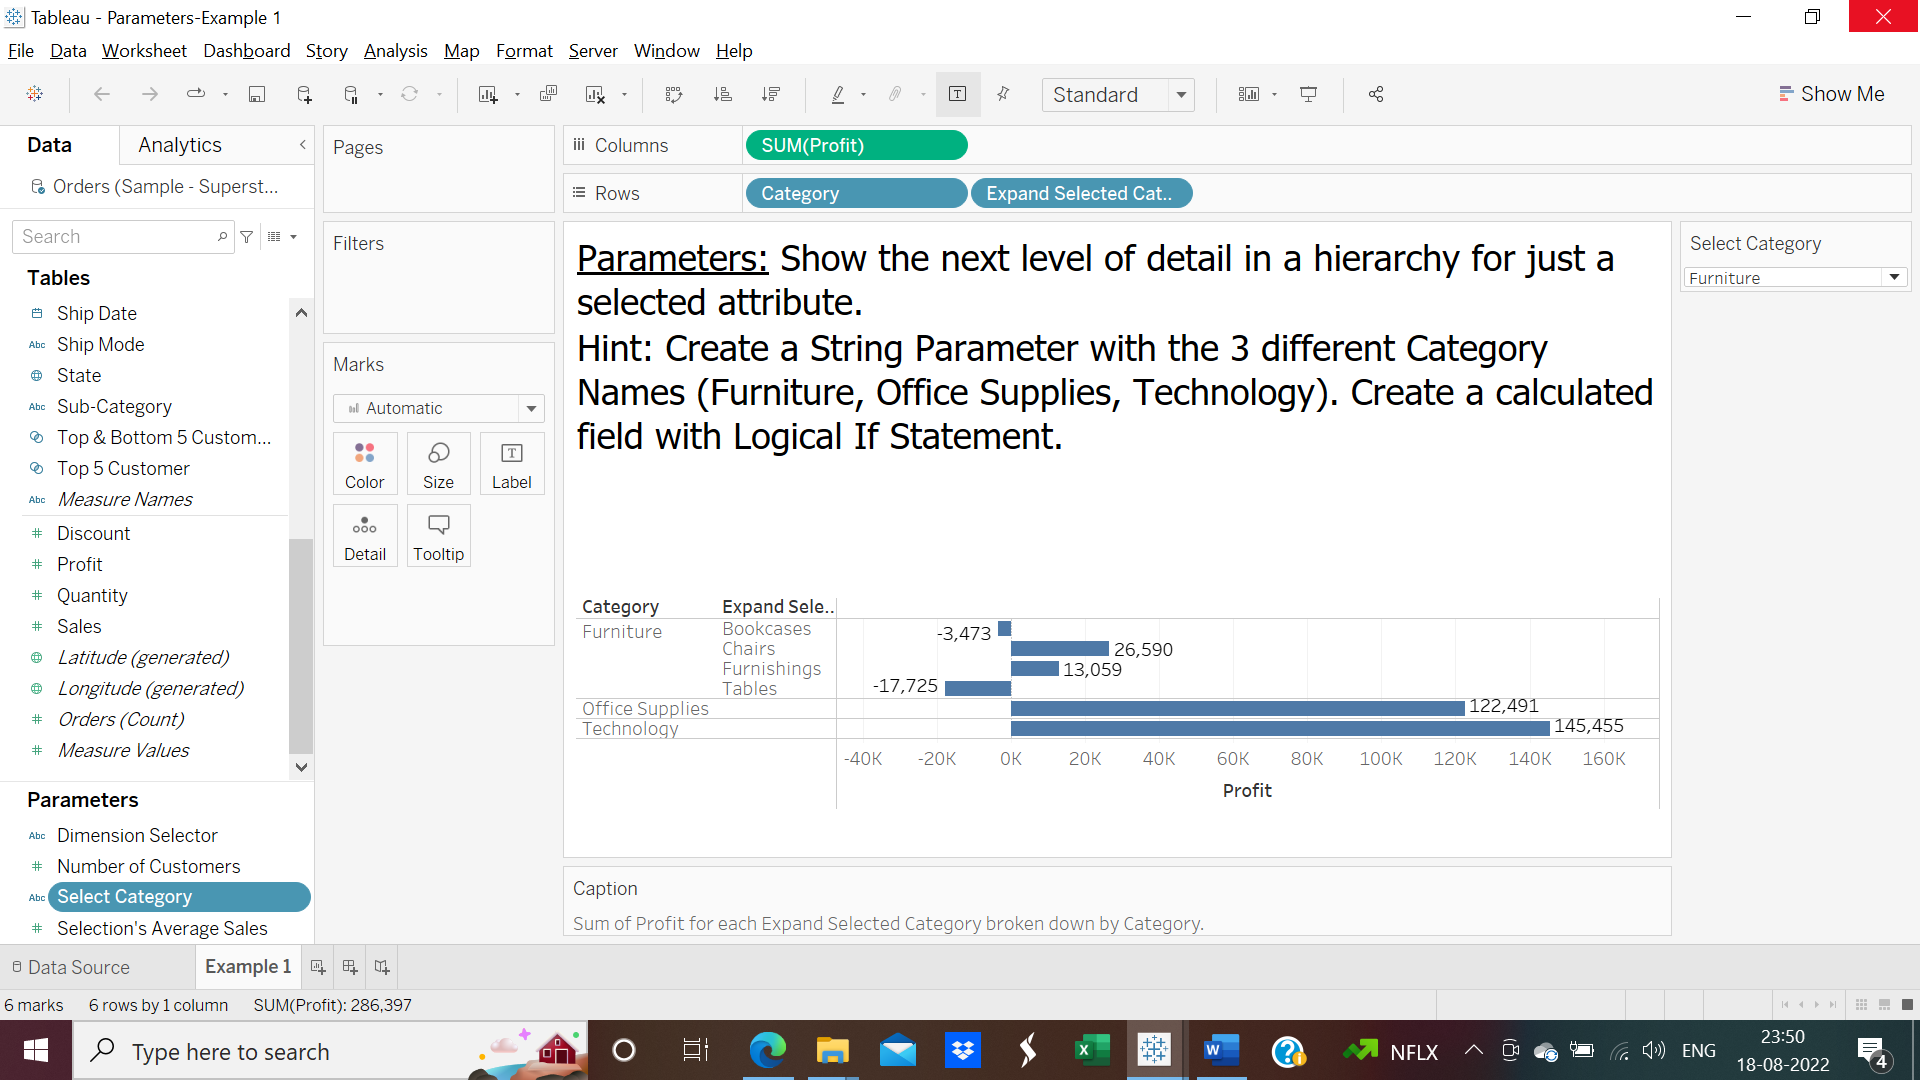 Tableau - Parameters-Example 1
File Data Worksheet Dashboard Story Analysis Map Format Server Window Help
Standard
Show Me
Data
Analytics
Orders (Sample - Superst...
Search
Tables
Ship Date
Abc Ship Mode
State
Abc Sub-Category
Top & Bottom 5 Custom...
Top 5 Customer
Abc Measure Names
# Discount
# Profit
# Quantity
# Sales
Latitude (generated)
Longitude (generated)
# Orders (Count)
# Measure Values
Parameters
Abc Dimension Selector
# Number of Customers
Abc Select Category
# Selection's Average Sales
Pages
Filters
Marks
Automatic
Color
Size
Label
Detail
Tooltip
Columns
SUM(Profit)
Rows
Category
Expand Selected Cat..
Parameters: Show the next level of detail in a hierarchy for just a
selected attribute.
Hint: Create a String Parameter with the 3 different Category
Names (Furniture, Office Supplies, Technology). Create a calculated
field with Logical If Statement.
Category Expand Sele..
Furniture Bookcases -3,473
Chairs 26,590
Furnishings 13,059
Tables -17,725
Office Supplies 122,491
Technology 145,455
-40K -20K 0K 20K 40K 60K 80K 100K 120K 140K 160K
Profit
Select Category
Furniture
Caption
Sum of Profit for each Expand Selected Category broken down by Category.
Data Source
Example 1
6 marks 6 rows by 1 column SUM(Profit): 286,397
Type here to search
NFLX
ENG
23:50
18-08-2022
4